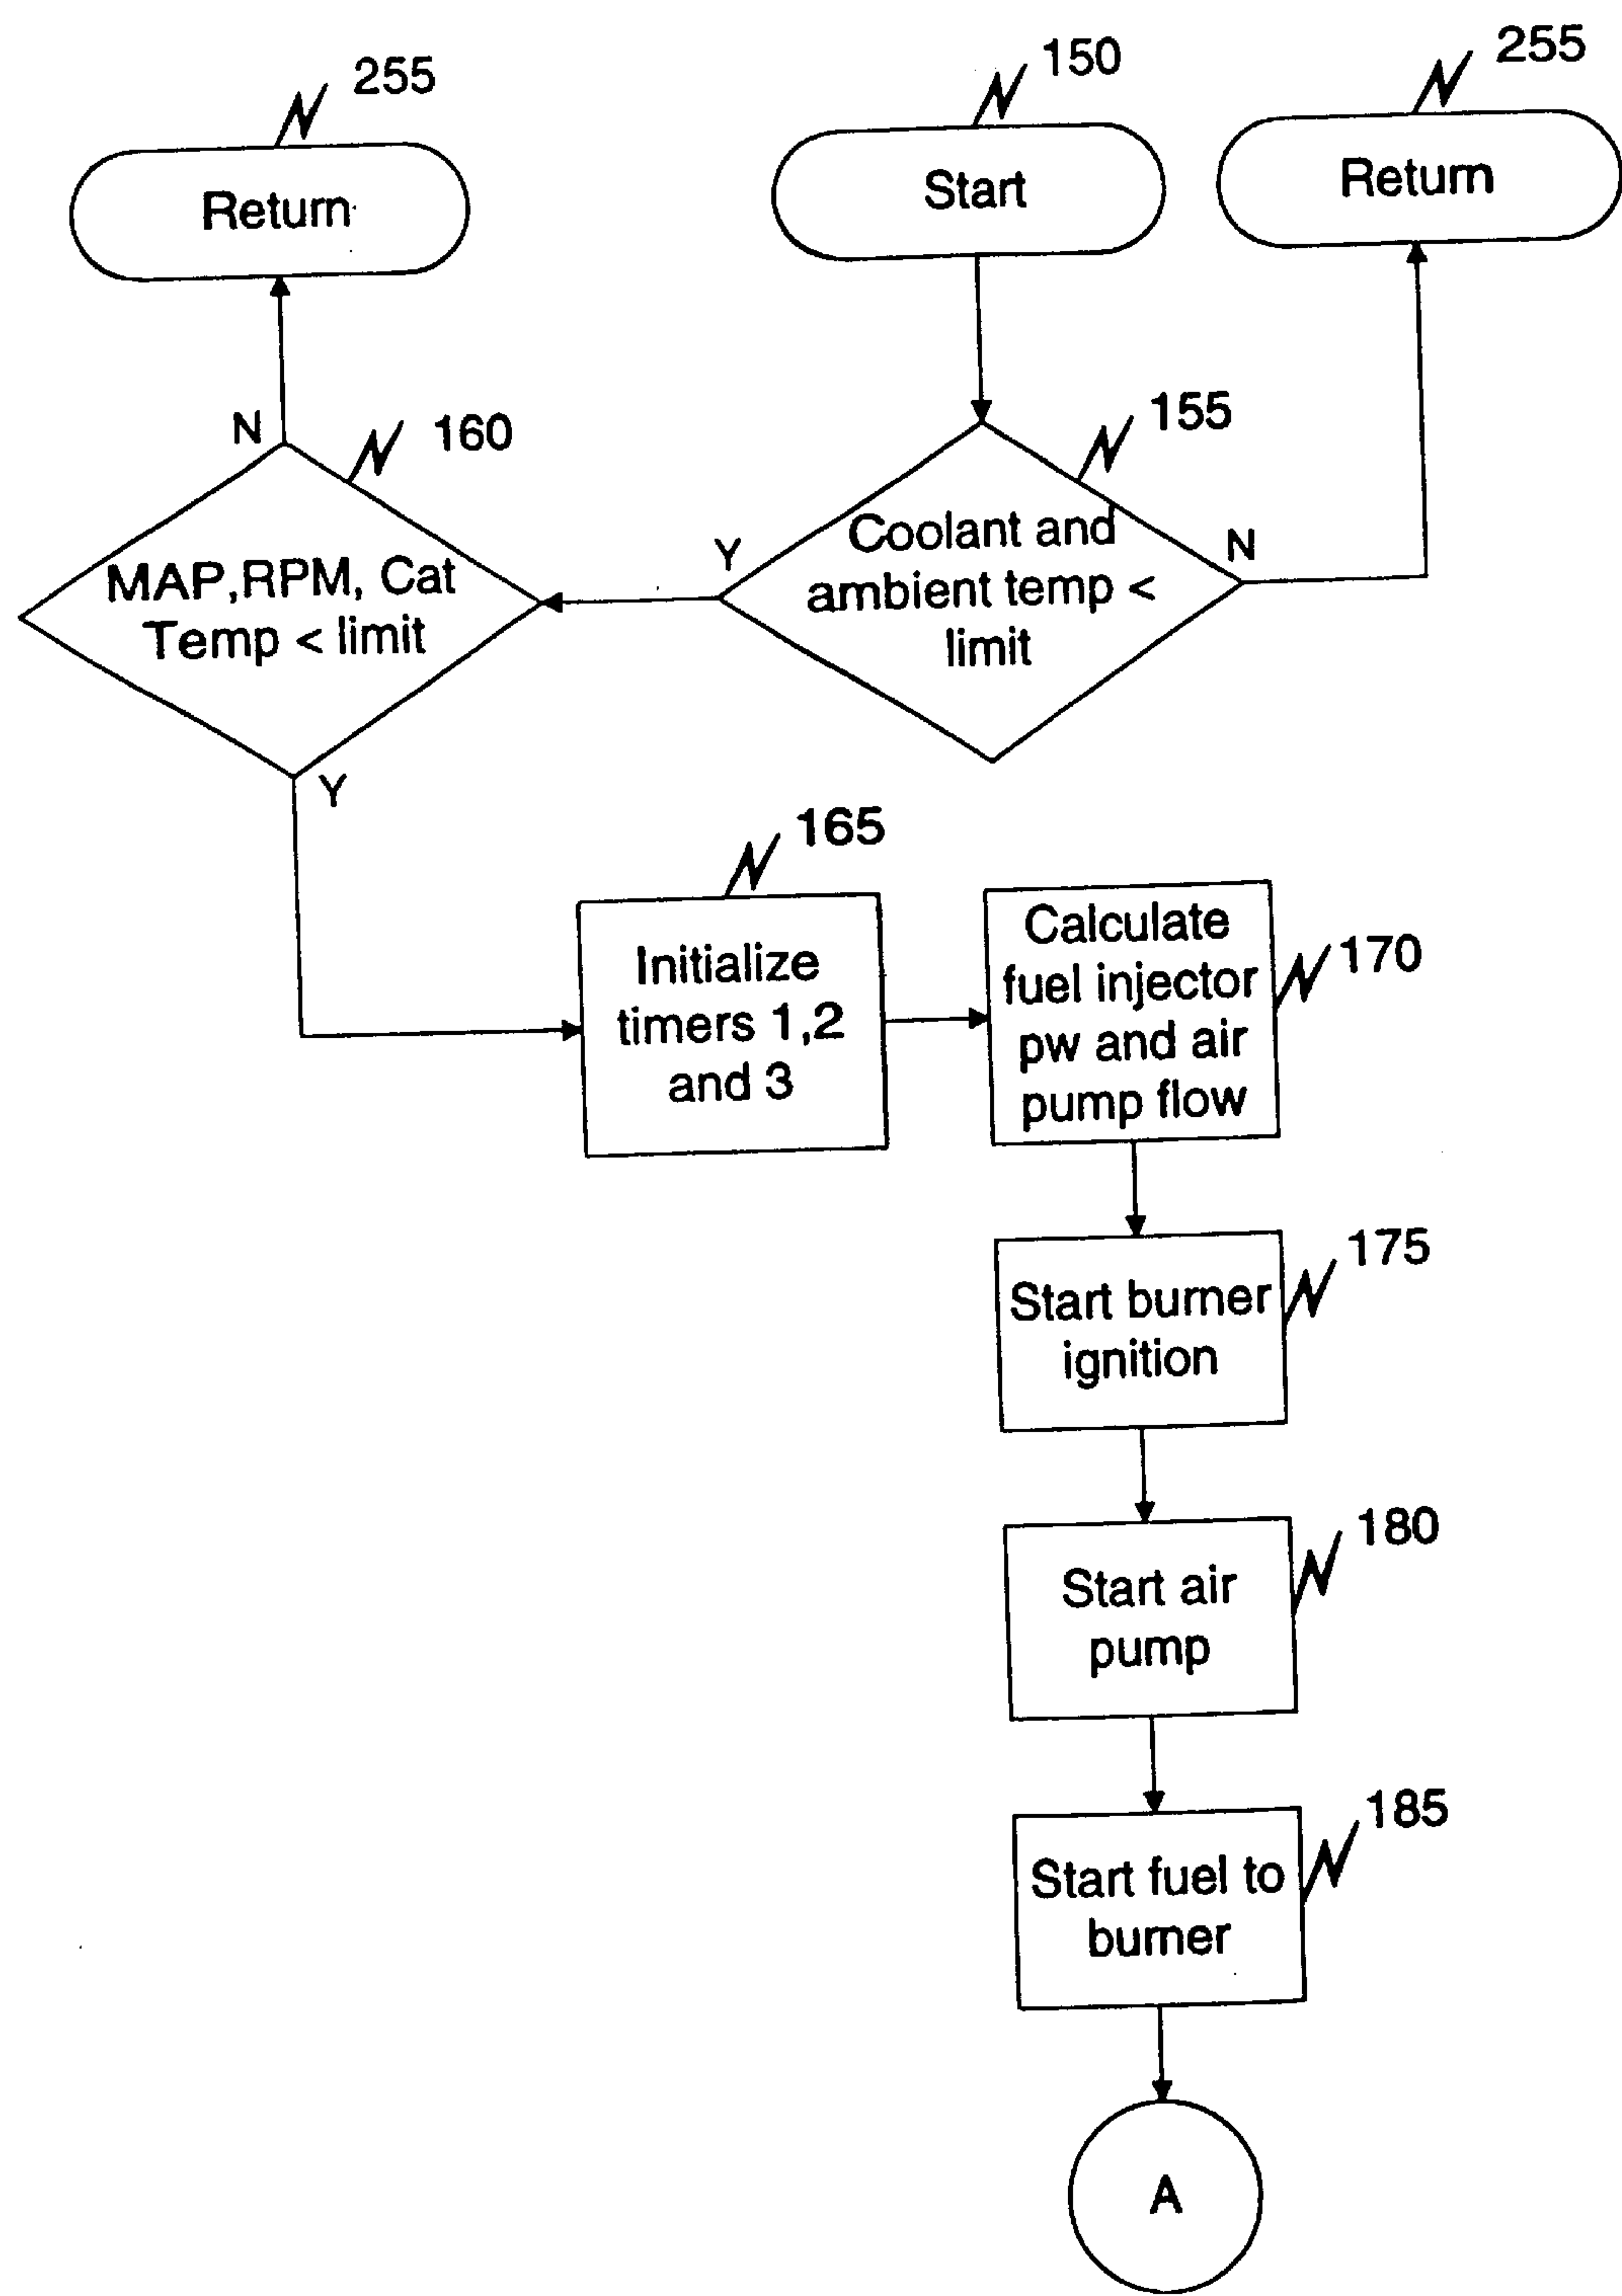 255
150
255
Return
Start
Return
N
160
155
MAP,RPM, Cat
Temp < limit
Y
Coolant and
ambient temp <
limit
N
Y
165
Initialize
timers 1,2
and 3
Calculate
fuel injector
pw and air
pump flow
170
Start burner
ignition
175
Start air
pump
180
Start fuel to
burner
185
A